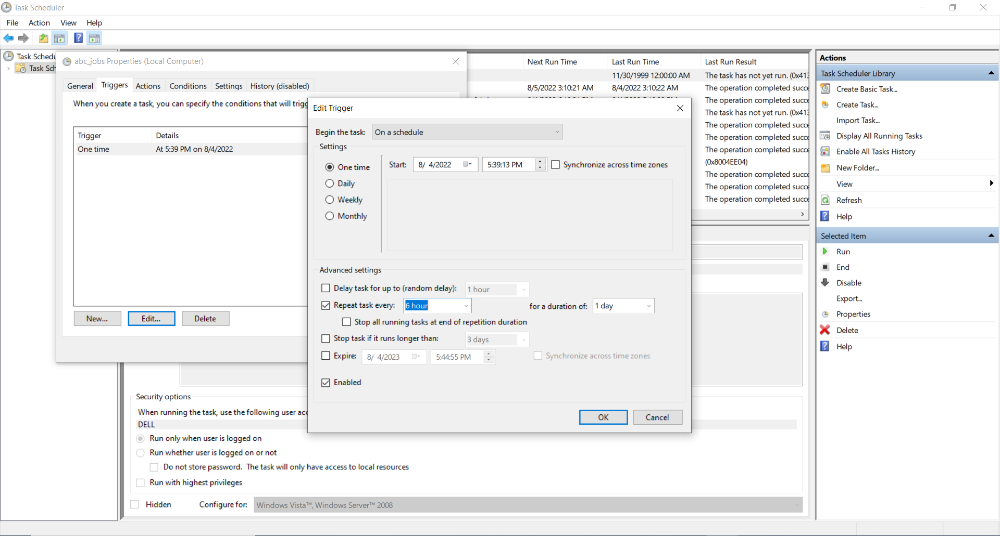 Task Scheduler
File Action View Help
Task Schedu
Task Sch
abc_jobs Properties (Local Computer)
General Triggers Actions Conditions Settings History (disabled)
When you create a task, you can specify the conditions that will trigg
Trigger Details
One time At 5:39 PM on 8/4/2022
New... Edit... Delete
Next Run Time Last Run Time Last Run Result
11/30/1999 12:00:00 AM The task has not yet run. (0x413
8/5/2022 3:10:21 AM 8/4/2022 3:10:22 AM The operation completed succe
The operation completed succe
The task has not yet run. (0x413
The operation completed succe
The operation completed succe
The operation completed succe
(0x8004EE04)
The operation completed succe
The operation completed succe
The operation completed succe
Edit Trigger
Begin the task: On a schedule
Settings
One time
Daily
Weekly
Monthly
Start: 8/ 4/2022 5:39:13 PM Synchronize across time zones
Advanced settings
Delay task for up to (random delay): 1 hour
Repeat task every: 6 hour for a duration of: 1 day
Stop all running tasks at end of repetition duration
Stop task if it runs longer than: 3 days
Expire: 8/ 4/2023 5:44:55 PM Synchronize across time zones
Enabled
OK Cancel
Security options
When running the task, use the following user acc
DELL
Run only when user is logged on
Run whether user is logged on or not
Do not store password. The task will only have access to local resources
Run with highest privileges
Hidden Configure for: Windows Vista™, Windows Server™ 2008
Actions
Task Scheduler Library
Create Basic Task...
Create Task...
Import Task...
Display All Running Tasks
Enable All Tasks History
New Folder...
View
Refresh
Help
Selected Item
Run
End
Disable
Export...
Properties
Delete
Help